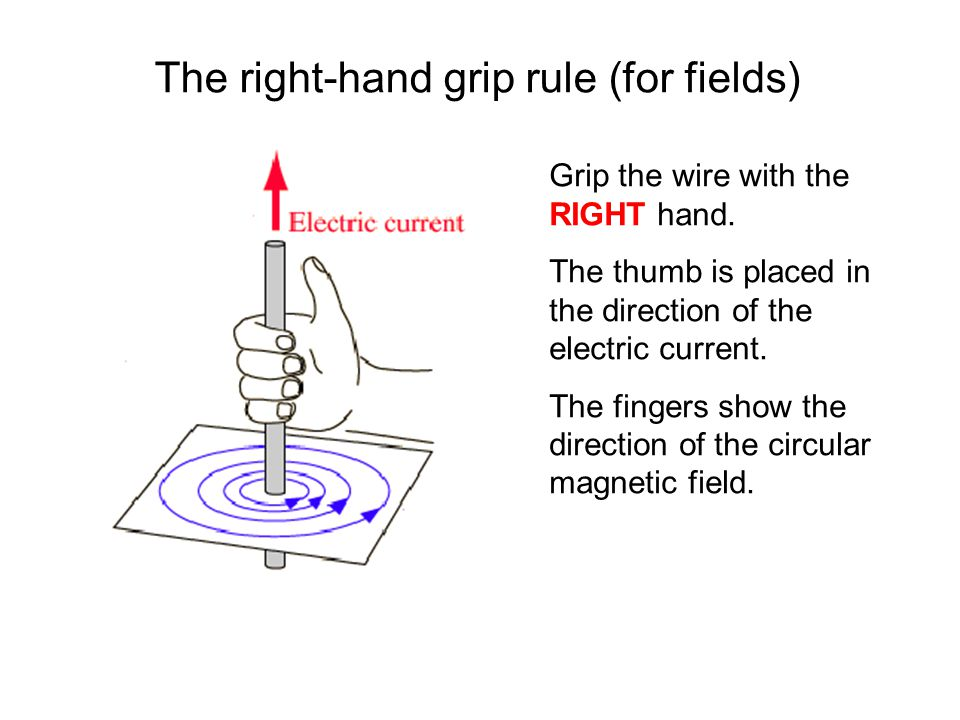 The right-hand grip rule (for fields)
Electric current
Grip the wire with the
RIGHT hand.
The thumb is placed in
the direction of the
electric current.
The fingers show the
direction of the circular
magnetic field.